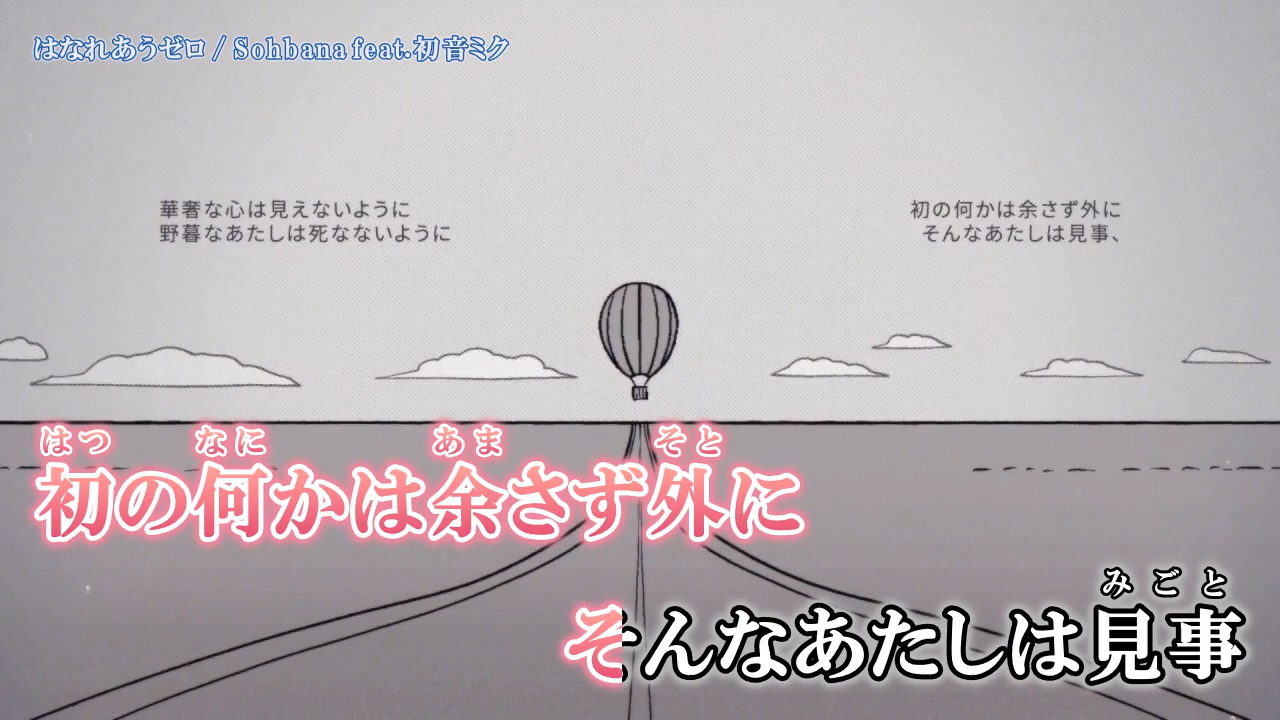 はなれあうゼロ / Sohbana feat.初音ミク
華奢な心は見えないように
野暮なあたしは死なないように
初の何かは余さず外に
そんなあたしは見事、
はつ なに あま そと
初の何かは余さず外に
みごと
そんなあたしは見事